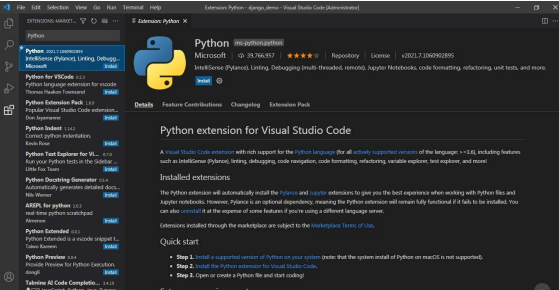 File Edit Selection View Go Run Terminal Help
Extension: Python - django_demo - Visual Studio Code [Administrator]
EXTENSIONS: MARKET...
Python
Python 2021.7.1060902895
IntelliSense (Pylance), Linting, Debugg...
Microsoft Install
Python for VSCode 0.2.3
Python language extension for vscode
Thomas Haakon Townsend Install
Python Extension Pack 1.8.0
Popular Visual Studio Code extension...
Don Jayamanne Install
Python Indent 1.14.2
Correct python indentation.
Kevin Rose Install
Python Test Explorer for Vi... 0.7.0
Run your Python tests in the Sidebar ...
Little Fox Team Install
Python Docstring Generator 0.5.4
Automatically generates detailed docs...
Nils Werner Install
AREPL for python 2.0.3
real-time python scratchpad
Almenon Install
Python Extended 0.0.1
Python Extended is a vscode snippet t...
Taiwo Kareem Install
Python Preview 0.0.4
Provide Preview for Python Execution.
dongli Install
Tabnine AI Code Completio... 3.4.19
Extension: Python
Python ms-python.python
Microsoft 39,766,957 Repository License v2021.7.1060902895
IntelliSense (Pylance), Linting, Debugging (multi-threaded, remote), Jupyter Notebooks, code formatting, refactoring, unit tests, and more.
Install
Details Feature Contributions Changelog Extension Pack
Python extension for Visual Studio Code
A Visual Studio Code extension with rich support for the Python language (for all actively supported versions of the language: >=3.6), including features
such as IntelliSense (Pylance), linting, debugging, code navigation, code formatting, refactoring, variable explorer, test explorer, and more!
Installed extensions
The Python extension will automatically install the Pylance and Jupyter extensions to give you the best experience when working with Python files and
Jupyter notebooks. However, Pylance is an optional dependency, meaning the Python extension will remain fully functional if it fails to be installed. You
can also uninstall it at the expense of some features if you're using a different language server.
Extensions installed through the marketplace are subject to the Marketplace Terms of Use.
Quick start
Step 1. Install a supported version of Python on your system (note: that the system install of Python on macOS is not supported).
Step 2. Install the Python extension for Visual Studio Code.
Step 3. Open or create a Python file and start coding!